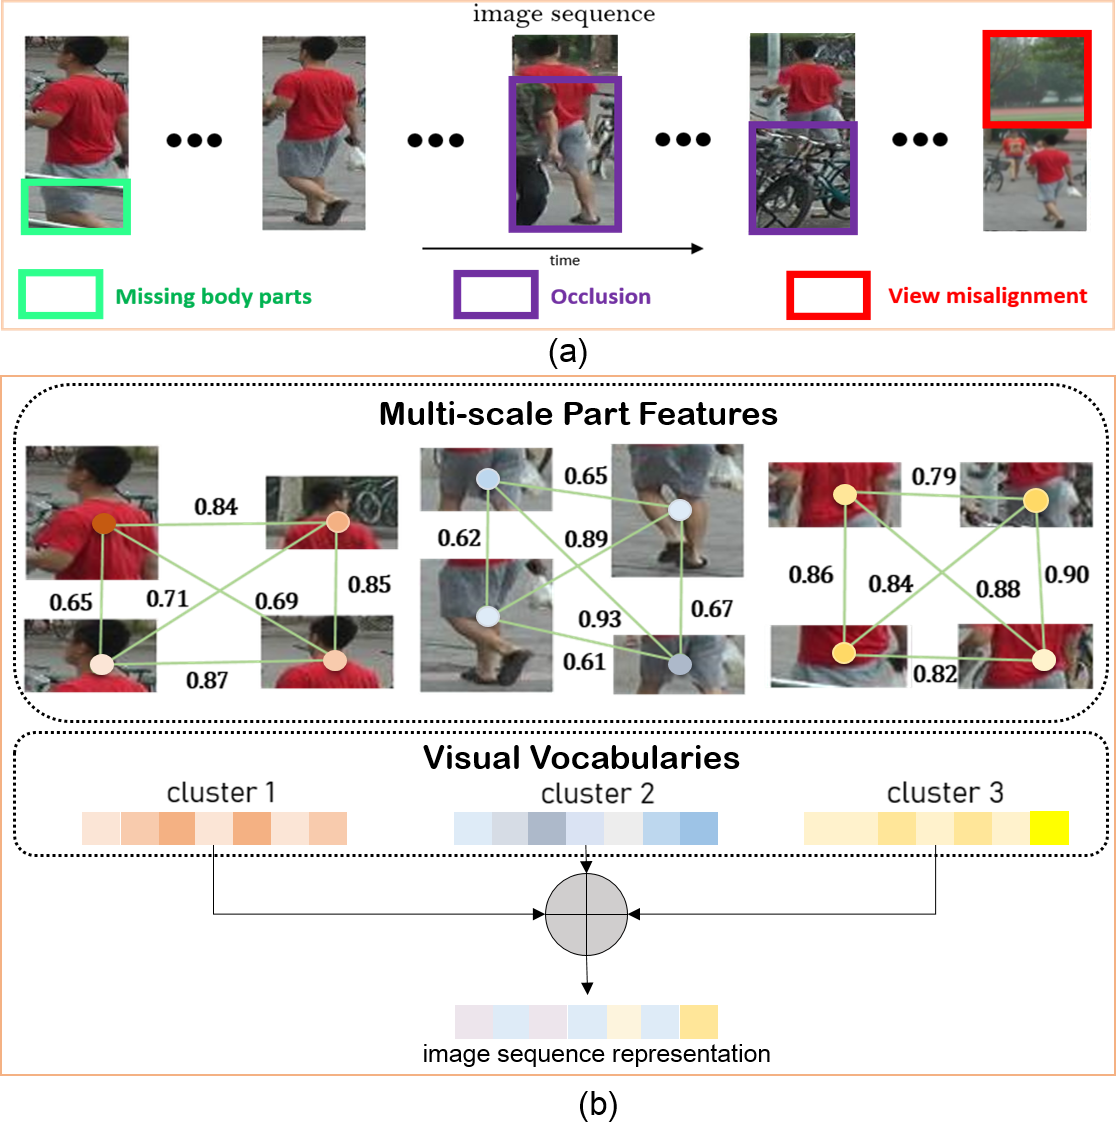 image sequence
time
Missing body parts
Occlusion
View misalignment
(a)
Multi-scale Part Features
0.84
0.65
0.71
0.69
0.85
0.87
0.65
0.62
0.89
0.93
0.67
0.61
0.79
0.86
0.84
0.88
0.90
0.82
Visual Vocabularies
cluster 1
cluster 2
cluster 3
image sequence representation
(b)